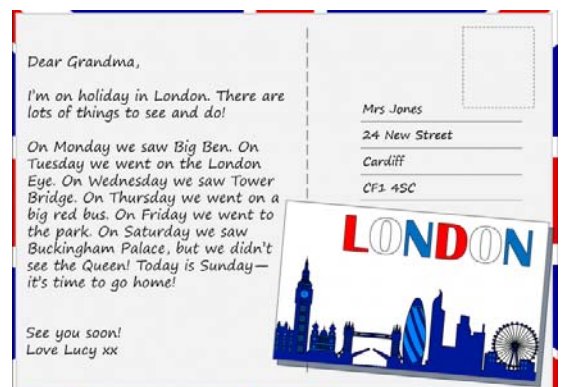 Dear Grandma,
I'm on holiday in London. There are
lots of things to see and do!
On Monday we saw Big Ben. On
Tuesday we went on the London
Eye. On Wednesday we saw Tower
Bridge. On Thursday we went on a
big red bus. On Friday we went to
the park. On Saturday we saw
Buckingham Palace, but we didn't
see the Queen! Today is Sunday—
it's time to go home!
See you soon!
Love Lucy xx
Mrs Jones
24 New Street
Cardiff
CF1 4SC
LONDON